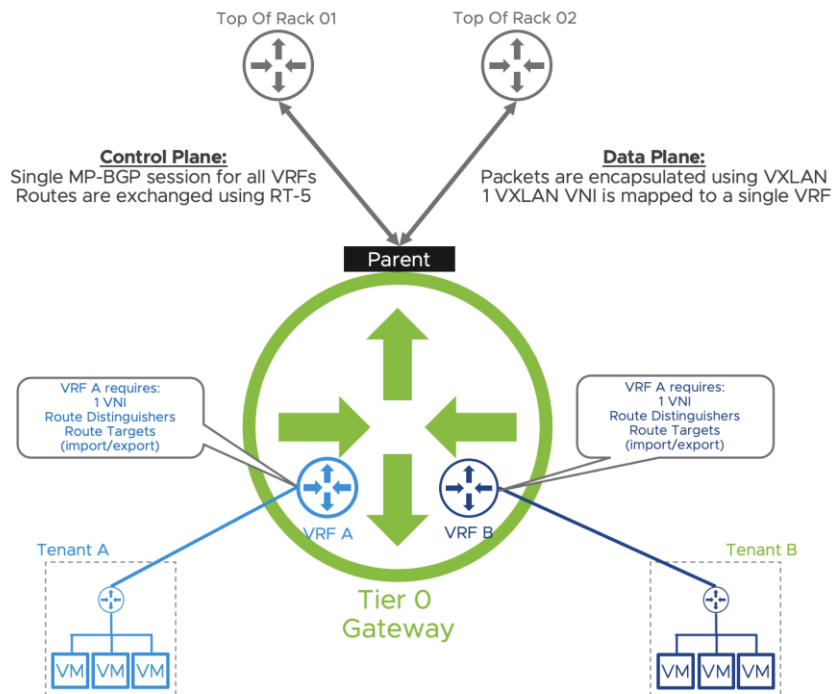 Top Of Rack 01
Top Of Rack 02
Control Plane:
Single MP-BGP session for all VRFs
Routes are exchanged using RT-5
Data Plane:
Packets are encapsulated using VXLAN
1 VXLAN VNI is mapped to a single VRF
Parent
VRF A requires:
1 VNI
Route Distinguishers
Route Targets
(import/export)
VRF A requires:
1 VNI
Route Distinguishers
Route Targets
(import/export)
VRF A
VRF B
Tenant A
Tenant B
Tier 0
Gateway
VM VM VM
VM VM VM